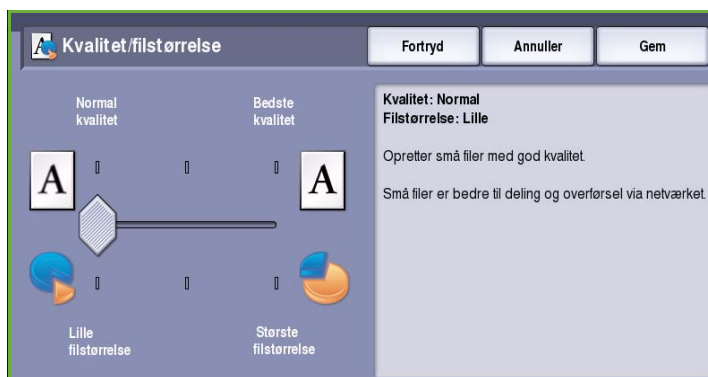 Kvalitet/filstørrelse
Fortryd
Annuller
Gem
Normal
kvalitet
Bedste
kvalitet
A
A
Lille
filstørrelse
Største
filstørrelse
Kvalitet: Normal
Filstørrelse: Lille
Opretter små filer med god kvalitet.
Små filer er bedre til deling og overførsel via netværket.